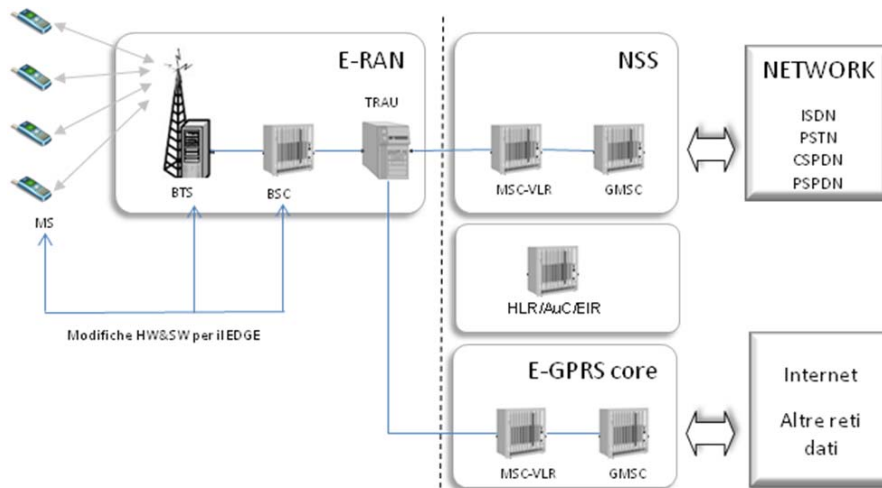 E-RAN
TRAU
BTS
BSC
MS
Modifiche HW&SW per il EDGE
NSS
MSC-VLR
GMSC
HLR/AuC/EIR
E-GPRS core
MSC-VLR
GMSC
NETWORK
ISDN
PSTN
CSPDN
PSPDN
Internet
Altre reti
dati